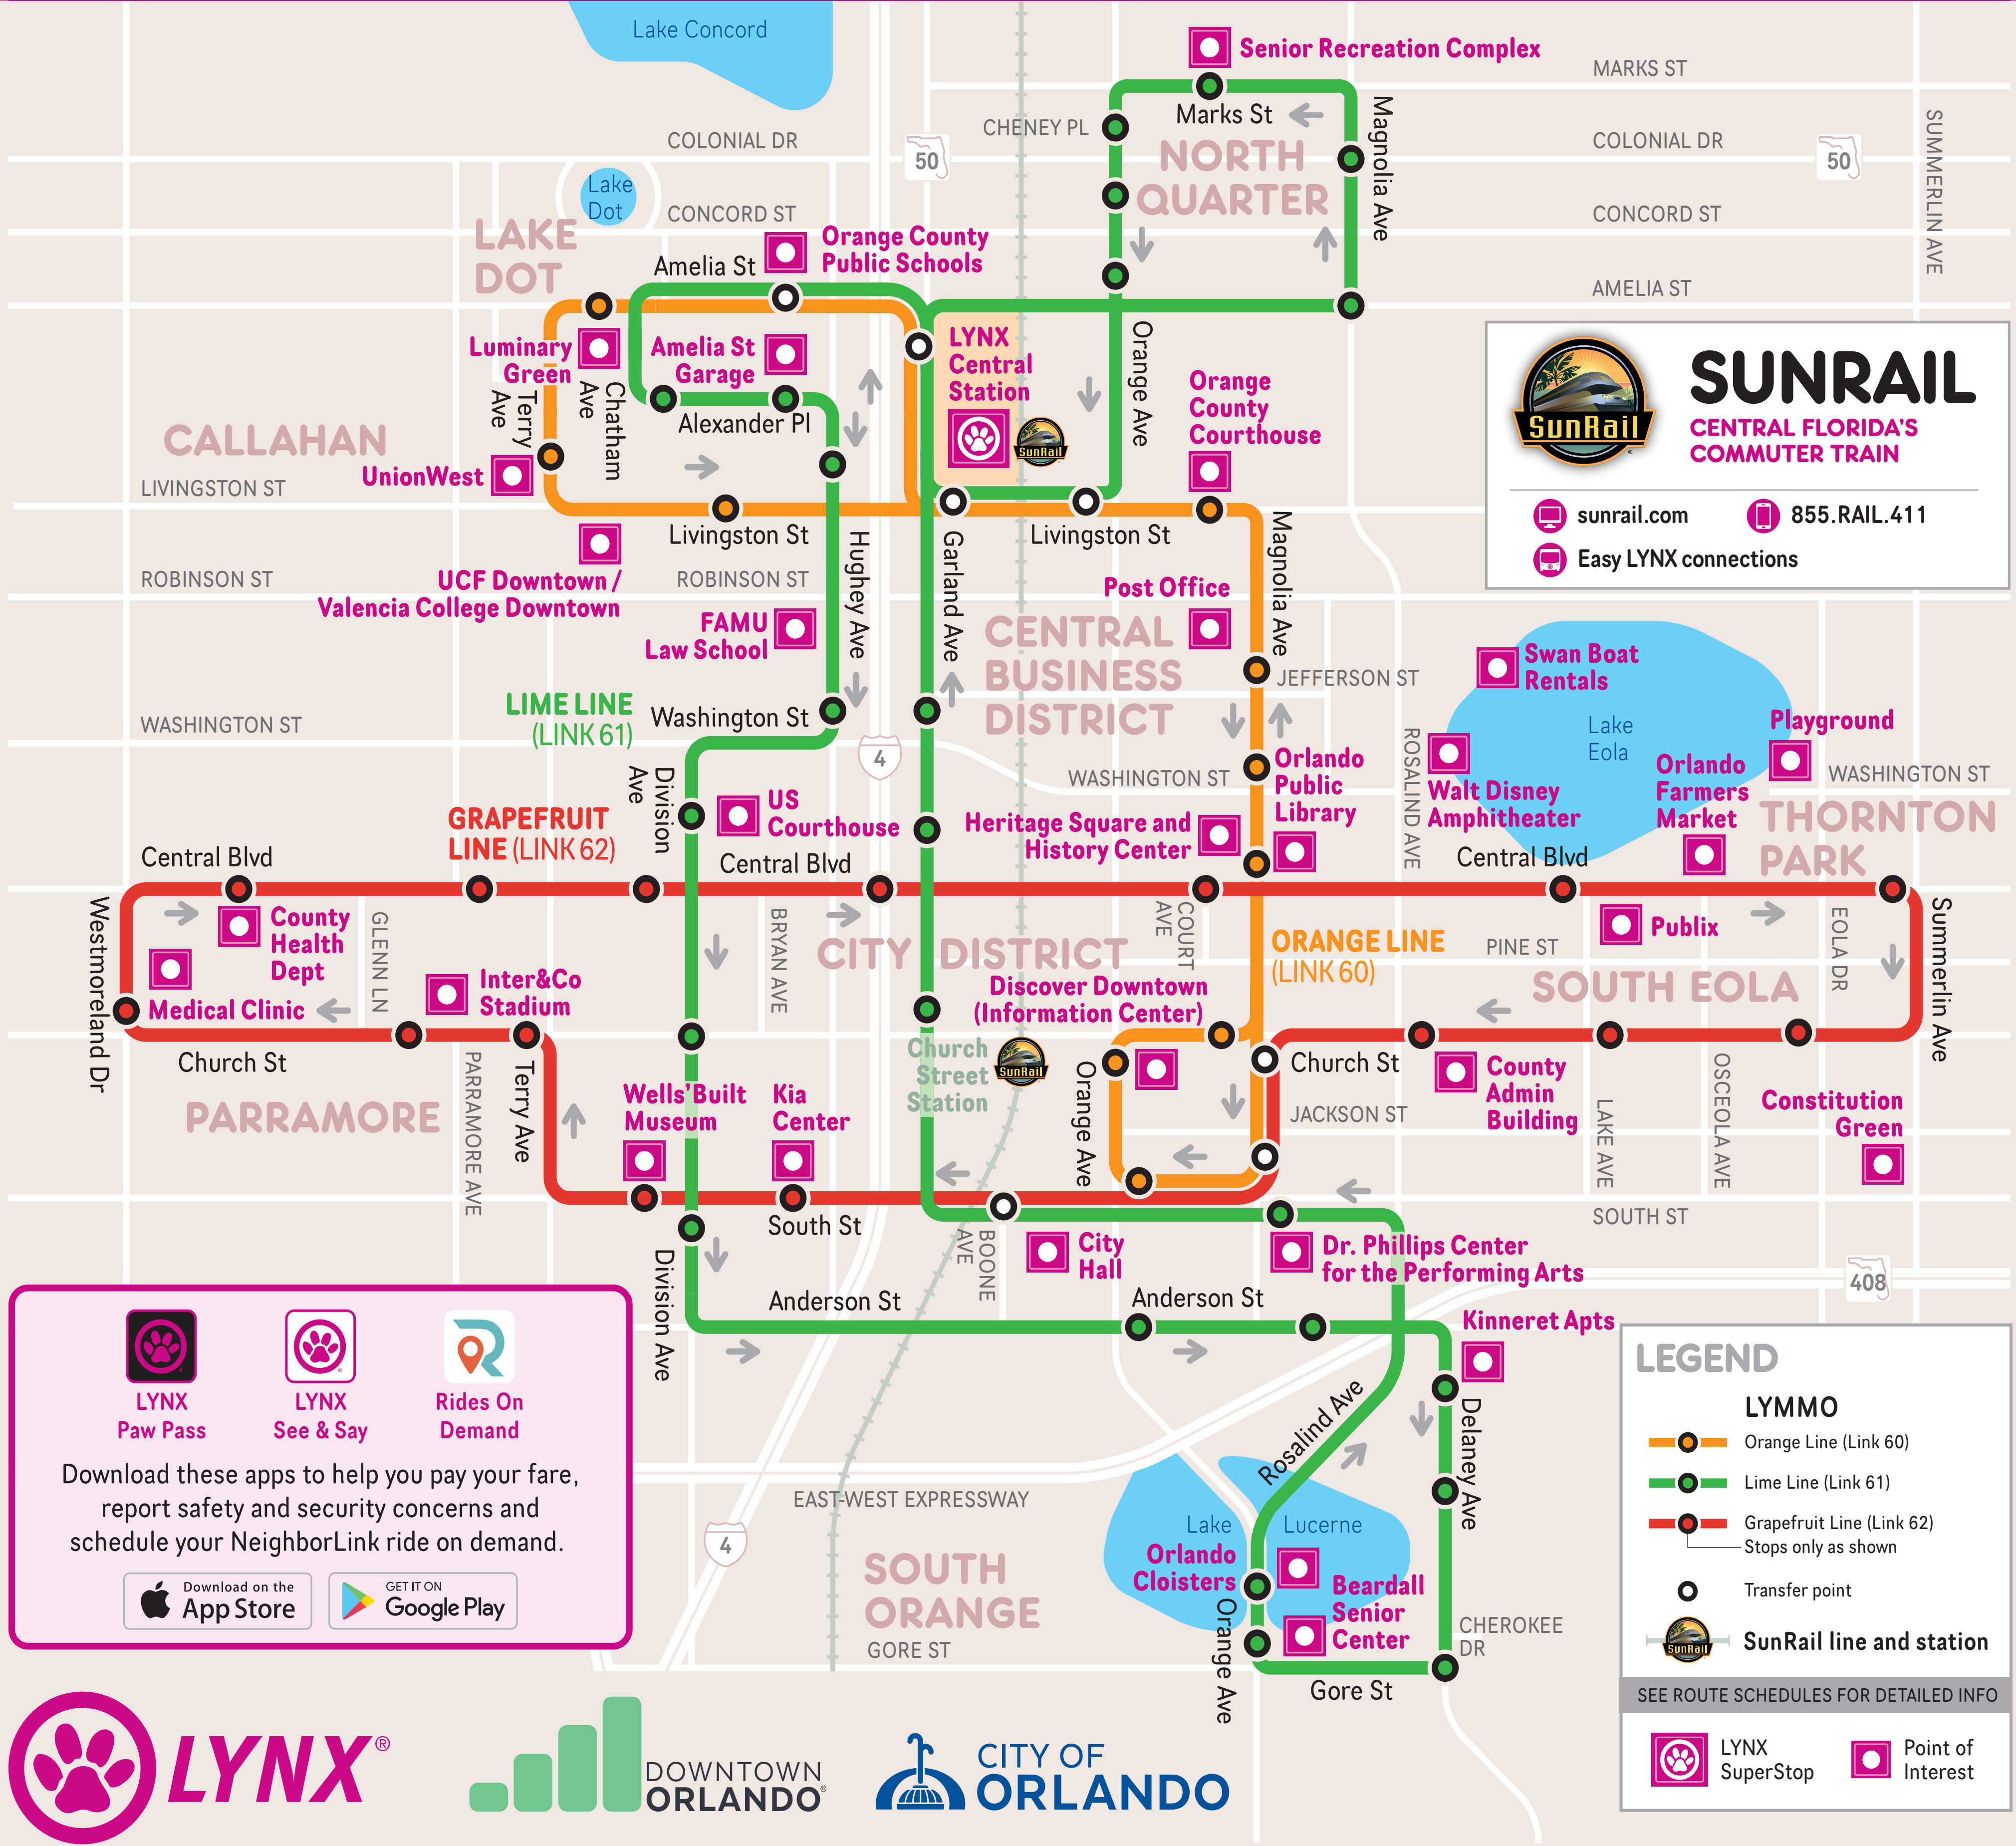 Lake Concord
Senior Recreation Complex
MARKS ST
Marks St
CHENEY PL
Magnolia Ave
SUMMERLIN AVE
COLONIAL DR
50
COLONIAL DR
50
NORTH
QUARTER
Lake
Dot
CONCORD ST
CONCORD ST
LAKE
DOT
Orange County
Public Schools
Amelia St
AMELIA ST
Luminary
Green
Amelia St
Garage
LYNX
Central
Station
SunRail
Orange Ave
Orange
County
Courthouse
Terry
Ave
Chatham
Ave
Alexander Pl
CALLAHAN
UnionWest
LIVINGSTON ST
Livingston St
Livingston St
SunRail
SUNRAIL
CENTRAL FLORIDA'S
COMMUTER TRAIN
sunrail.com
855.RAIL.411
Easy LYNX connections
UCF Downtown /
Valencia College Downtown
ROBINSON ST
ROBINSON ST
Hughey Ave
Garland Ave
Magnolia Ave
FAMU
Law School
Post Office
CENTRAL
BUSINESS
DISTRICT
JEFFERSON ST
Swan Boat
Rentals
Lake
Eola
Playground
LIME LINE
(LINK 61)
Washington St
WASHINGTON ST
4
WASHINGTON ST
WASHINGTON ST
ROSALIND AVE
Walt Disney
Amphitheater
Orlando
Farmers
Market
THORNTON
PARK
Division
Ave
US
Courthouse
Orlando
Public
Library
Heritage Square and
History Center
GRAPEFRUIT
LINE (LINK 62)
Central Blvd
Central Blvd
Central Blvd
Westmoreland Dr
County
Health
Dept
GLENN LN
Medical Clinic
Inter&Co
Stadium
BRYAN AVE
CITY DISTRICT
COURT
AVE
ORANGE LINE
(LINK 60)
PINE ST
Publix
EOLA DR
Summerlin Ave
SOUTH EOLA
Discover Downtown
(Information Center)
Church St
Church
Street
Station
SunRail
Orange Ave
Church St
JACKSON ST
County
Admin
Building
LAKE AVE
OSCEOLA AVE
Constitution
Green
PARRAMORE
PARRAMORE AVE
Terry Ave
Wells'Built
Museum
Kia
Center
South St
SOUTH ST
BOONE
AVE
City
Hall
Dr. Phillips Center
for the Performing Arts
408
Division Ave
Anderson St
Anderson St
Kinneret Apts
Delaney Ave
Rosalind Ave
EAST-WEST EXPRESSWAY
4
Lake
Lucerne
Orlando
Cloisters
Beardall
Senior
Center
SOUTH
ORANGE
GORE ST
Orange Ave
Gore St
CHEROKEE
DR
LYNX
Paw Pass
LYNX
See & Say
Rides On
Demand
Download these apps to help you pay your fare,
report safety and security concerns and
schedule your NeighborLink ride on demand.
Download on the
App Store
GET IT ON
Google Play
LEGEND
LYMMO
Orange Line (Link 60)
Lime Line (Link 61)
Grapefruit Line (Link 62)
Stops only as shown
Transfer point
SunRail
SunRail line and station
SEE ROUTE SCHEDULES FOR DETAILED INFO
LYNX
SuperStop
Point of
Interest
LYNX®
DOWNTOWN
ORLANDO®
CITY OF
ORLANDO